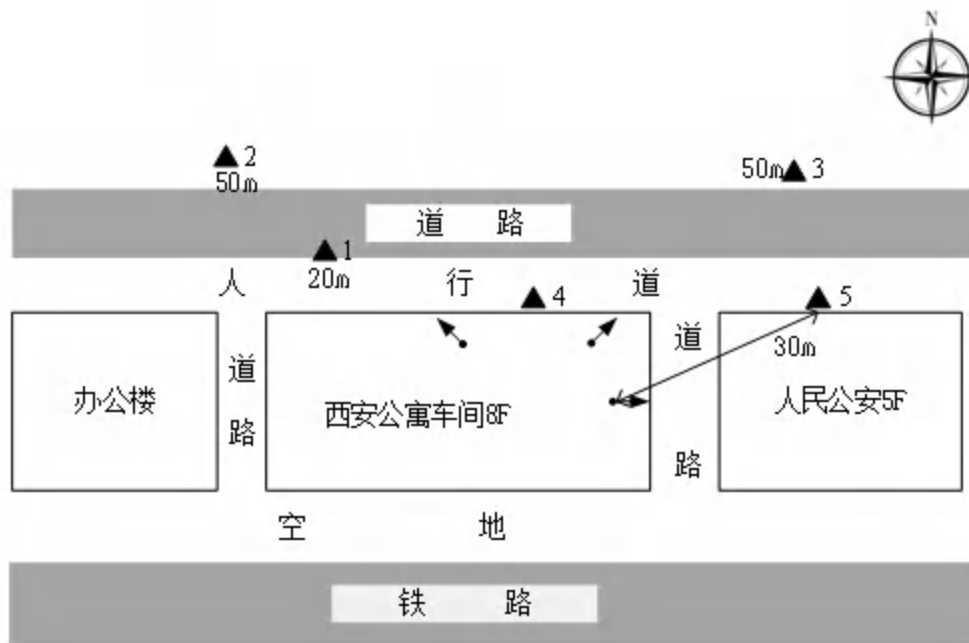 N
2
50m
50m 3
道 路
1
20m
人 行 道
4
5
30m
办公楼
道路
西安公寓车间8F
道路
人民公安5F
空 地
铁 路